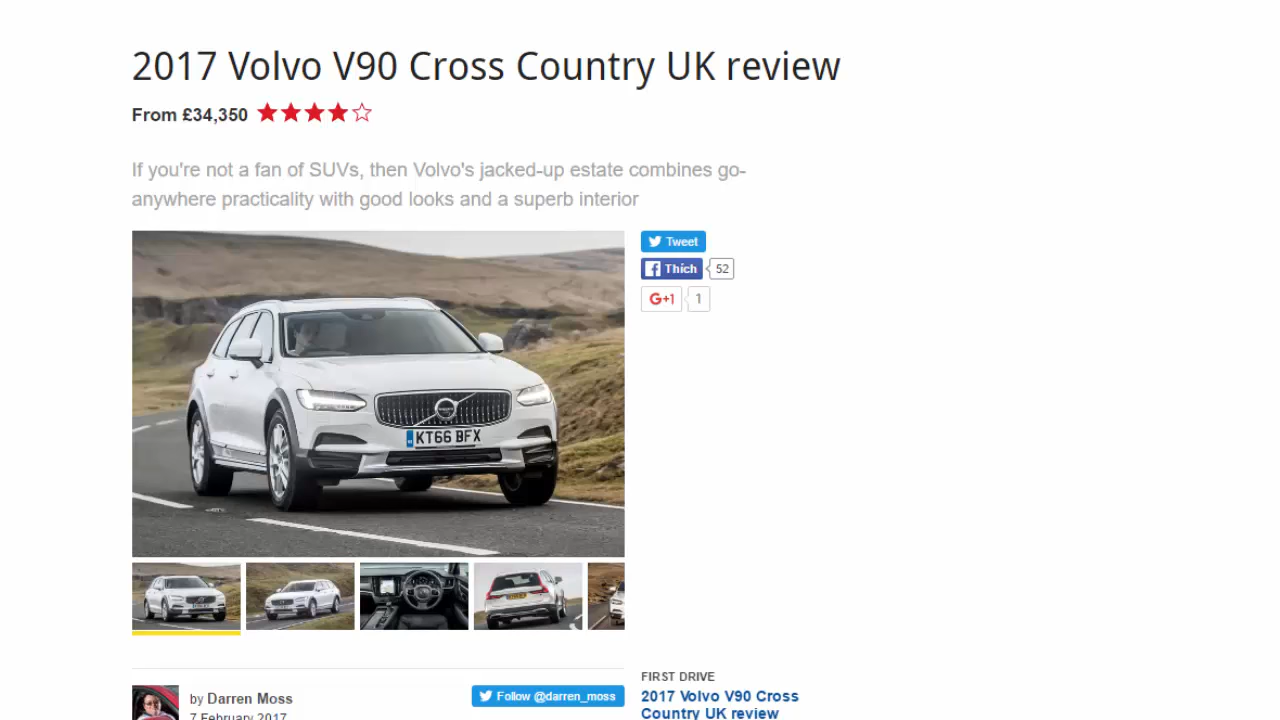 2017 Volvo V90 Cross Country UK review
From £34,350
If you're not a fan of SUVs, then Volvo's jacked-up estate combines go-
anywhere practicality with good looks and a superb interior
Tweet
Thích 52
G+1 1
KT66 BFX
by Darren Moss
7 February 2017
Follow @darren_moss
FIRST DRIVE
2017 Volvo V90 Cross
Country UK review